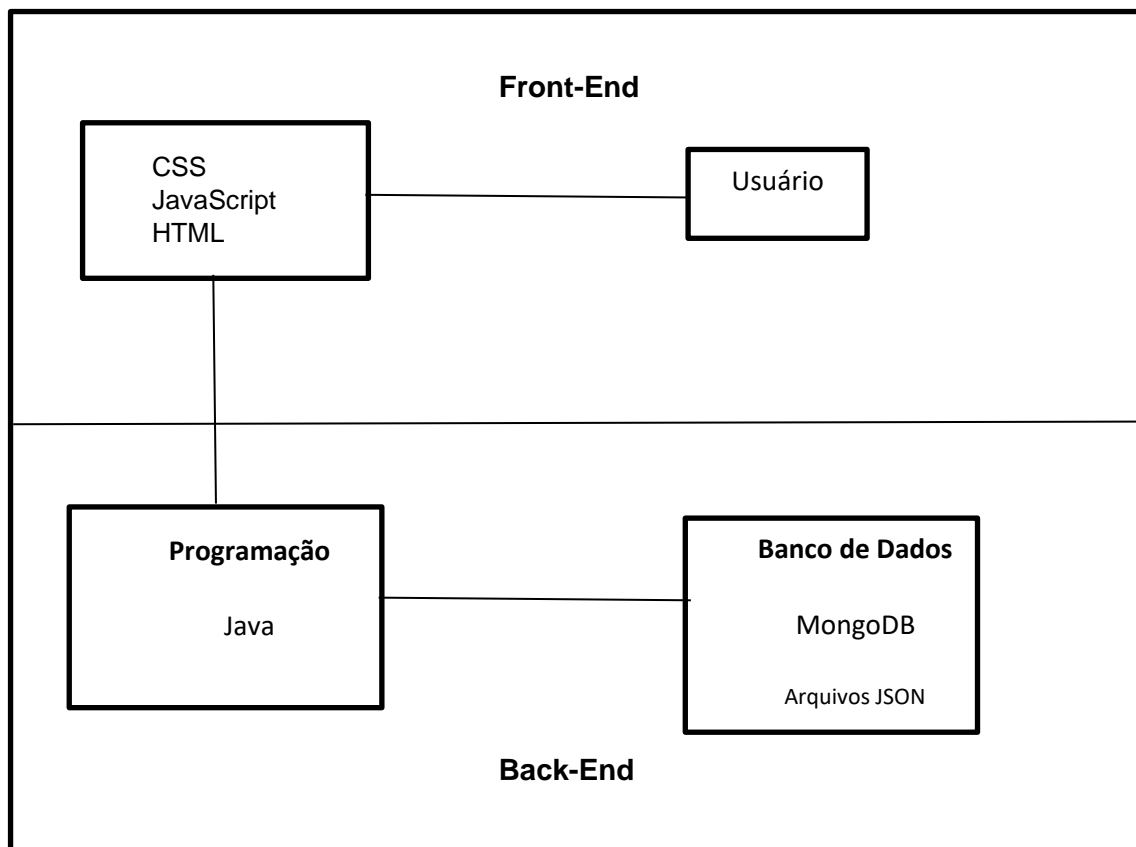 Front-End
CSS
JavaScript
HTML
Usuário
Programação
Java
Banco de Dados
MongoDB
Arquivos JSON
Back-End